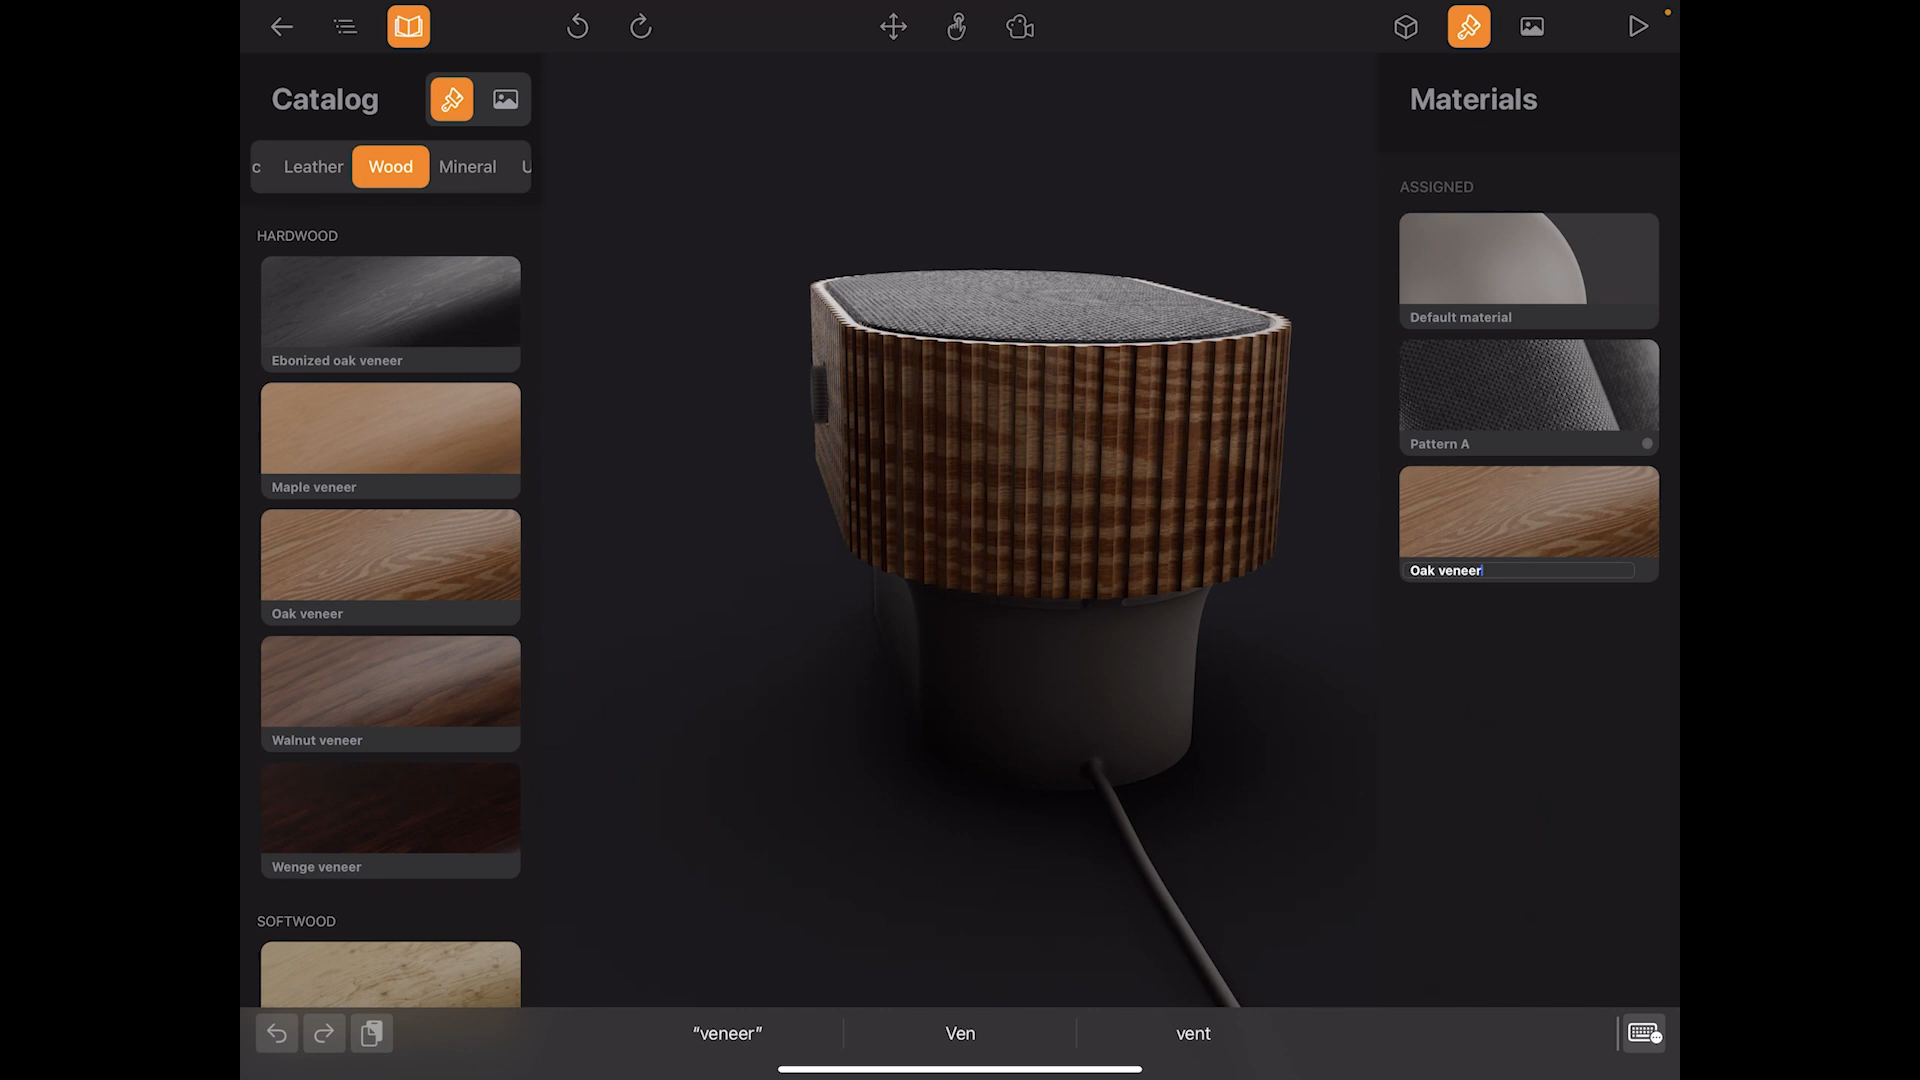 Catalog
c Leather Wood Mineral U
HARDWOOD
Ebonized oak veneer
Maple veneer
Oak veneer
Walnut veneer
Wenge veneer
SOFTWOOD
Materials
ASSIGNED
Default material
Pattern A
Oak veneer
“veneer” Ven vent